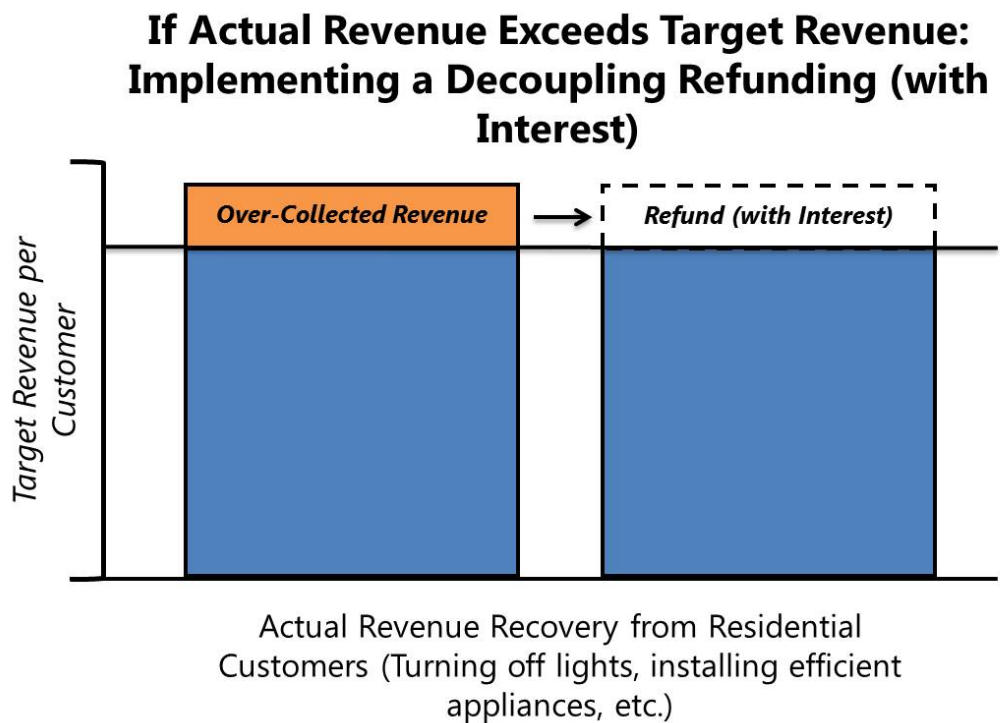 If Actual Revenue Exceeds Target Revenue:
Implementing a Decoupling Refunding (with
Interest)
Over-Collected Revenue
Refund (with Interest)
Target Revenue per
Customer
Actual Revenue Recovery from Residential
Customers (Turning off lights, installing efficient
appliances, etc.)